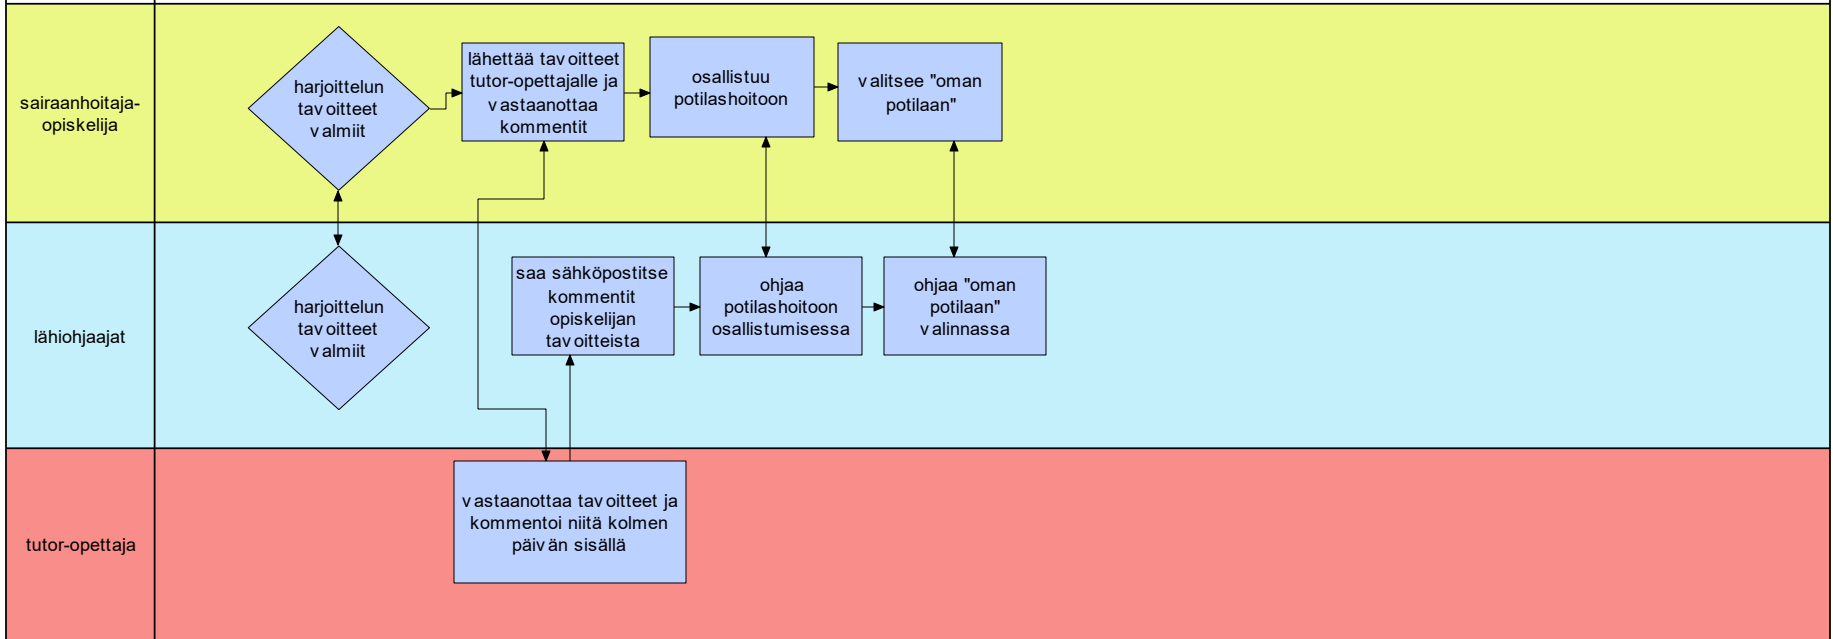 sairaanhoitaja-
opiskelija
harjoittelun
tavoitteet
valmiit
lähettää tavoitteet
tutor-opettajalle ja
vastaanottaa
kommentit
osallistuu
potilashoitoon
valitsee "oman
potilaan"
lähiohjaajat
harjoittelun
tavoitteet
valmiit
saa sähköpostitse
kommentit
opiskelijan
tavoitteista
ohjaa
potilashoitoon
osallistumisessa
ohjaa "oman
potilaan"
valinnassa
tutor-opettaja
vastaanottaa tavoitteet ja
kommentoi niitä kolmen
päivän sisällä